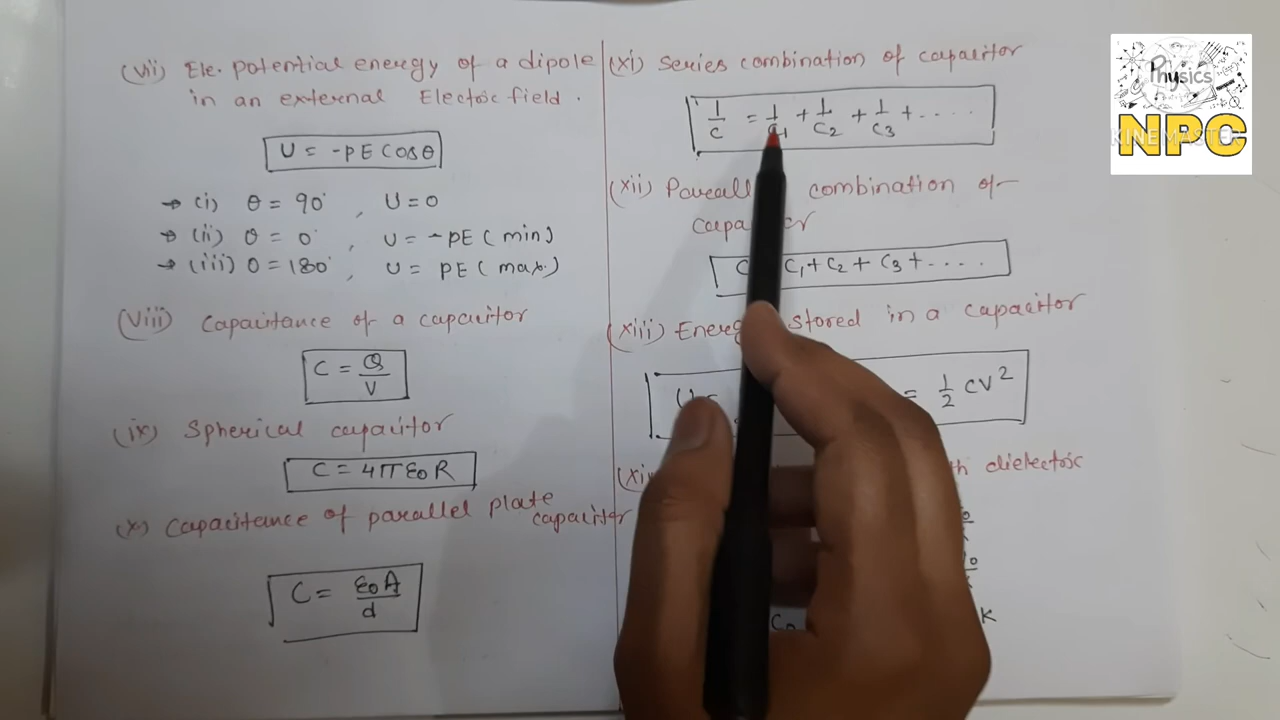 (vii) Ele. potential energy of a dipole
in an external Electric field.
U = -PE cosθ
→ (i) θ = 90°, U = 0
→ (ii) θ = 0°, U = -PE (min)
→ (iii) θ = 180°, U = PE (max.)
(viii) Capacitance of a capacitor
C = Q/V
(ix) Spherical capacitor
C = 4πε₀R
(x) Capacitance of parallel plate
capacitor
C = ε₀A/d
(xi) Series combination of capacitor
1/C = 1/C₁ + 1/C₂ + 1/C₃ + ....
(xii) combination of
C₁ + C₂ + C₃ + ....
(xiii) stored in a capacitor
= 1/2 CV²
dielectric
C₀ K
Physics
NPC
KINEMASTER